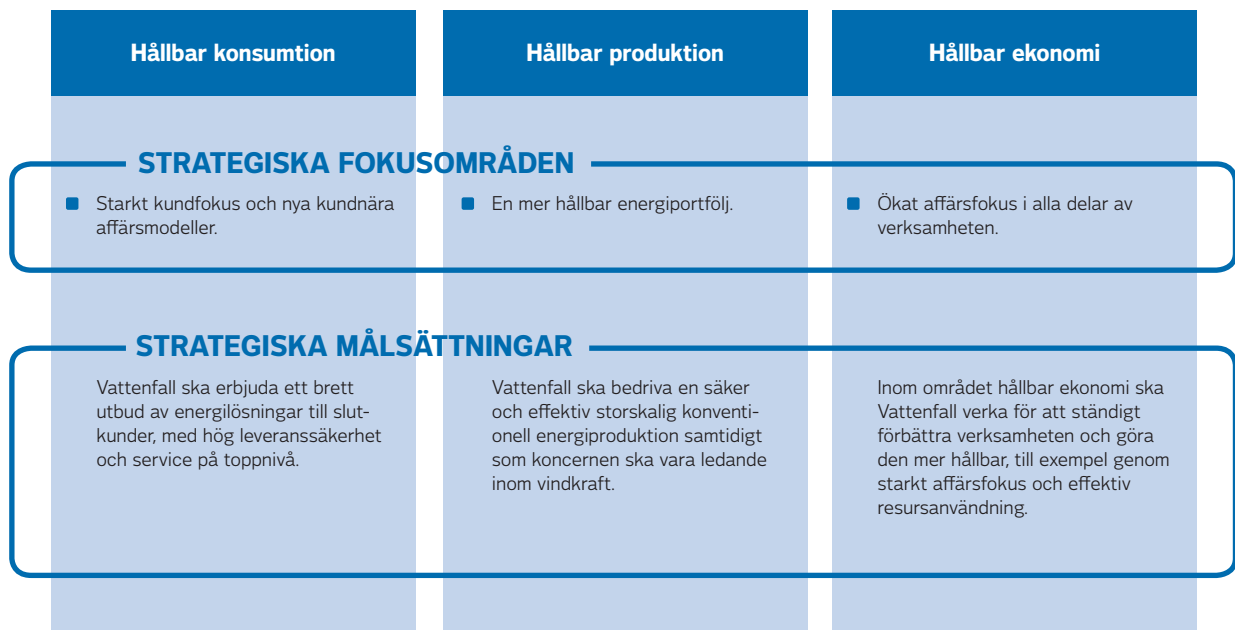 Hållbar konsumtion
Hållbar produktion
Hållbar ekonomi
STRATEGISKA FOKUSOMRÅDEN
Starkt kundfokus och nya kundnära
affärsmodeller.
En mer hållbar energiportfölj.
Ökat affärsfokus i alla delar av
verksamheten.
STRATEGISKA MÅLSÄTTNINGAR
Vattenfall ska erbjuda ett brett
utbud av energilösningar till slut-
kunder, med hög leveranssäkerhet
och service på toppnivå.
Vattenfall ska bedriva en säker
och effektiv storskalig konventi-
onell energiproduktion samtidigt
som koncernen ska vara ledande
inom vindkraft.
Inom området hållbar ekonomi ska
Vattenfall verka för att ständigt
förbättra verksamheten och göra
den mer hållbar, till exempel genom
starkt affärsfokus och effektiv
resursanvändning.